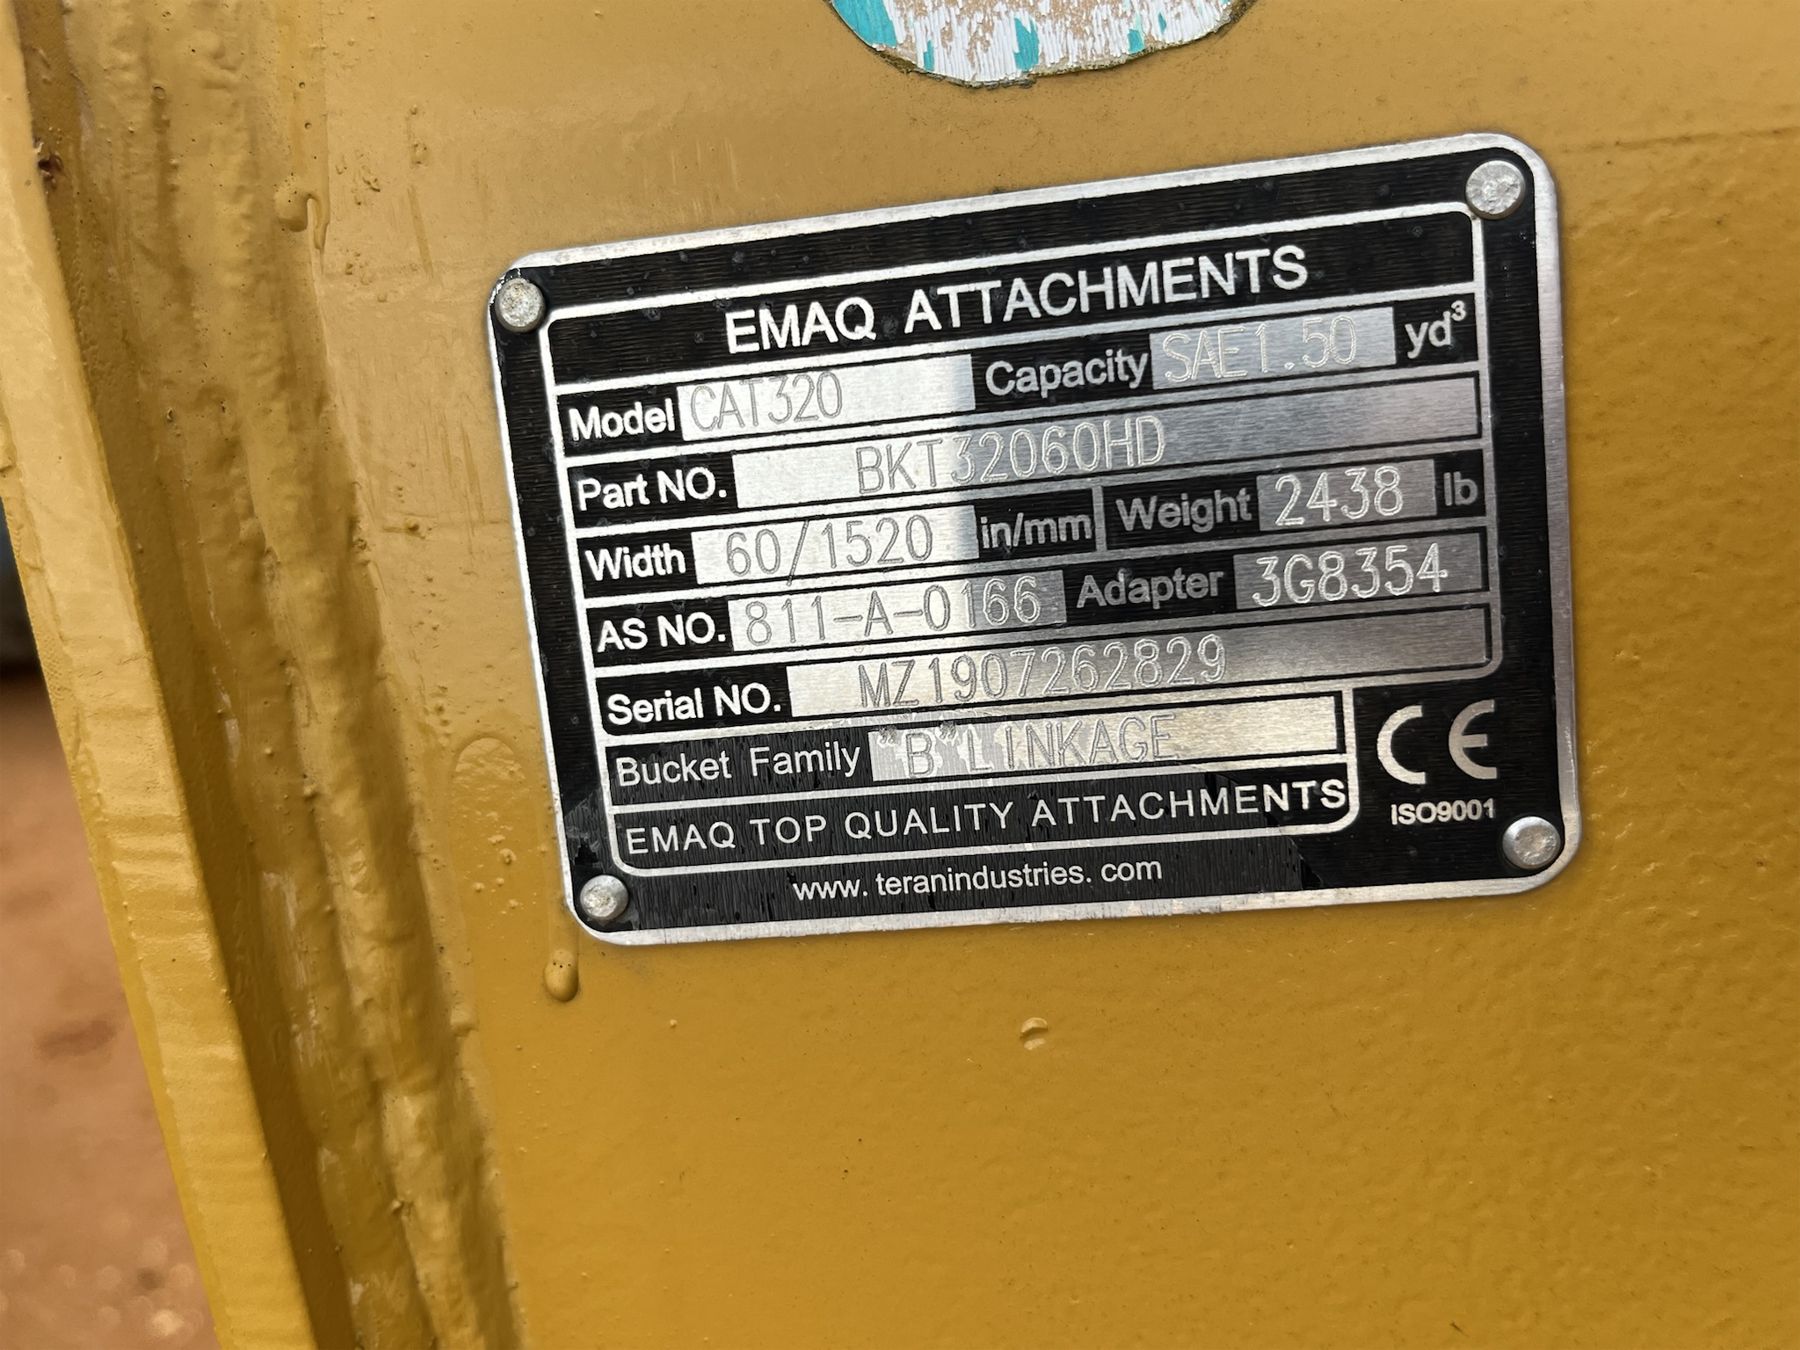 EMAQ ATTACHMENTS
Model CAT320 Capacity SAE1.50 yd³
Part NO. BKT32060HD
Width 60/1520 in/mm Weight 2438 lb
AS NO. 811-A-0166 Adapter 3G8354
Serial NO. MZ1907262829
Bucket Family "B"LINKAGE
CE
EMAQ TOP QUALITY ATTACHMENTS ISO9001
www. teranindustries. com